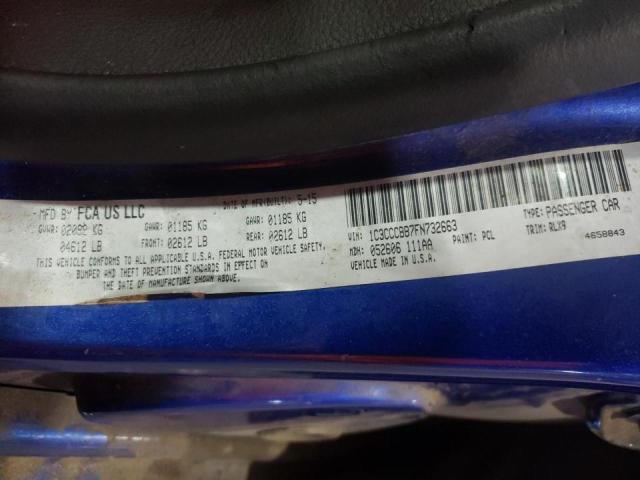 MFD BY FCA US LLC
DATE OF MFR(BUILT): 5-15
GVWR: 02092 KG GAWR: 01185 KG GAWR: 01185 KG
04612 LB FRONT: 02612 LB REAR: 02612 LB
THIS VEHICLE CONFORMS TO ALL APPLICABLE U.S.A. FEDERAL MOTOR VEHICLE SAFETY,
BUMPER AND THEFT PREVENTION STANDARDS IN EFFECT ON
THE DATE OF MANUFACTURE SHOWN ABOVE.
VIN: 1C3CCCBB7FN732663
TYPE: PASSENGER CAR
MDH: 052606 111AA
PAINT: PCL
TRIM: RLX9
VEHICLE MADE IN U.S.A.
4658843